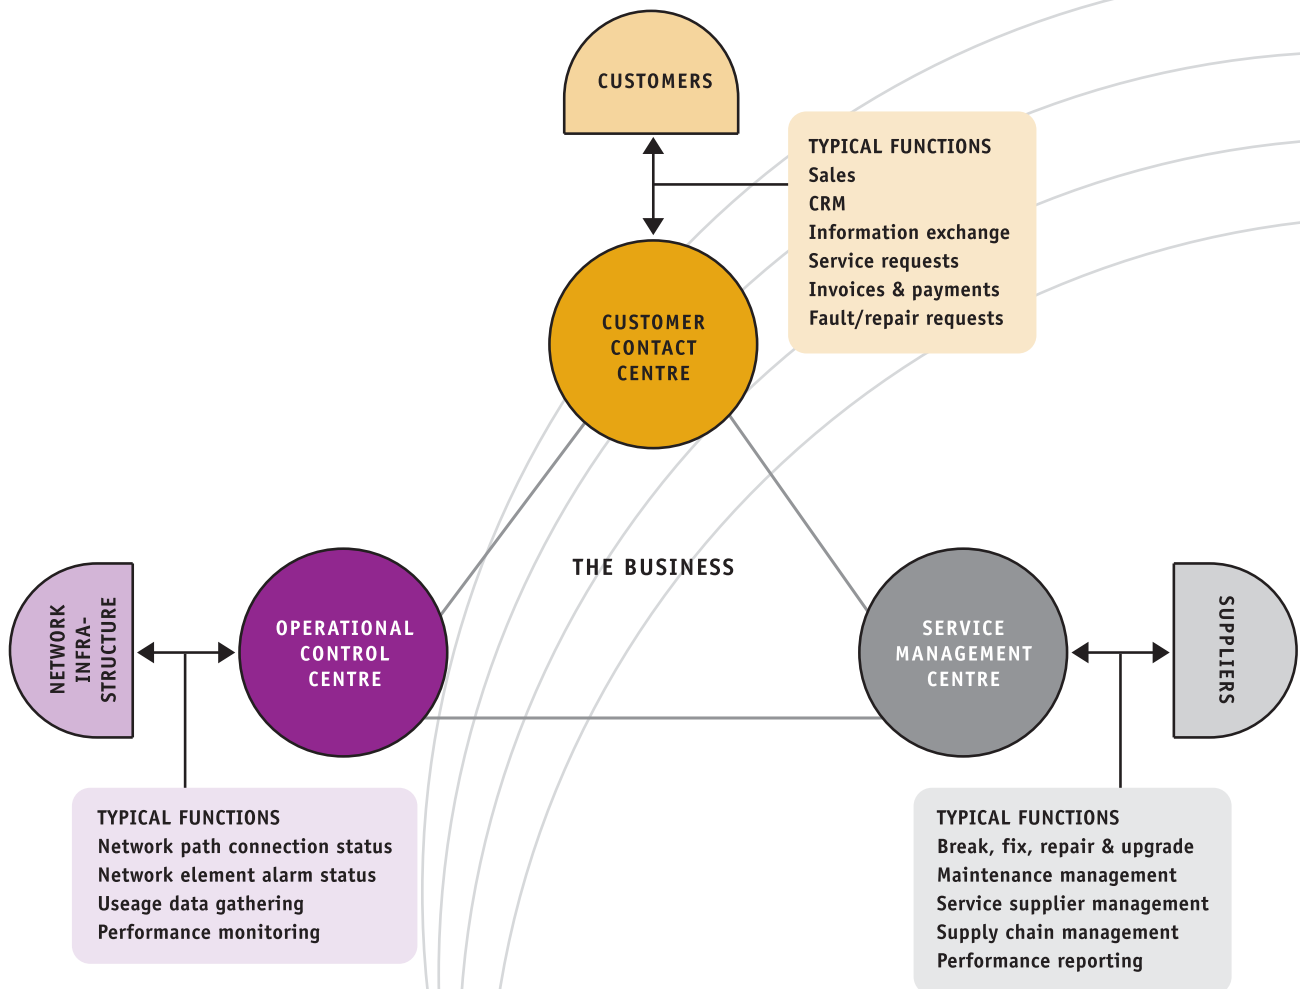 CUSTOMERS
TYPICAL FUNCTIONS
Sales
CRM
Information exchange
Service requests
Invoices & payments
Fault/repair requests
CUSTOMER
CONTACT
CENTRE
THE BUSINESS
NETWORK
INFRA-
STRUCTURE
OPERATIONAL
CONTROL
CENTRE
SERVICE
MANAGEMENT
CENTRE
SUPPLIERS
TYPICAL FUNCTIONS
Network path connection status
Network element alarm status
Useage data gathering
Performance monitoring
TYPICAL FUNCTIONS
Break, fix, repair & upgrade
Maintenance management
Service supplier management
Supply chain management
Performance reporting